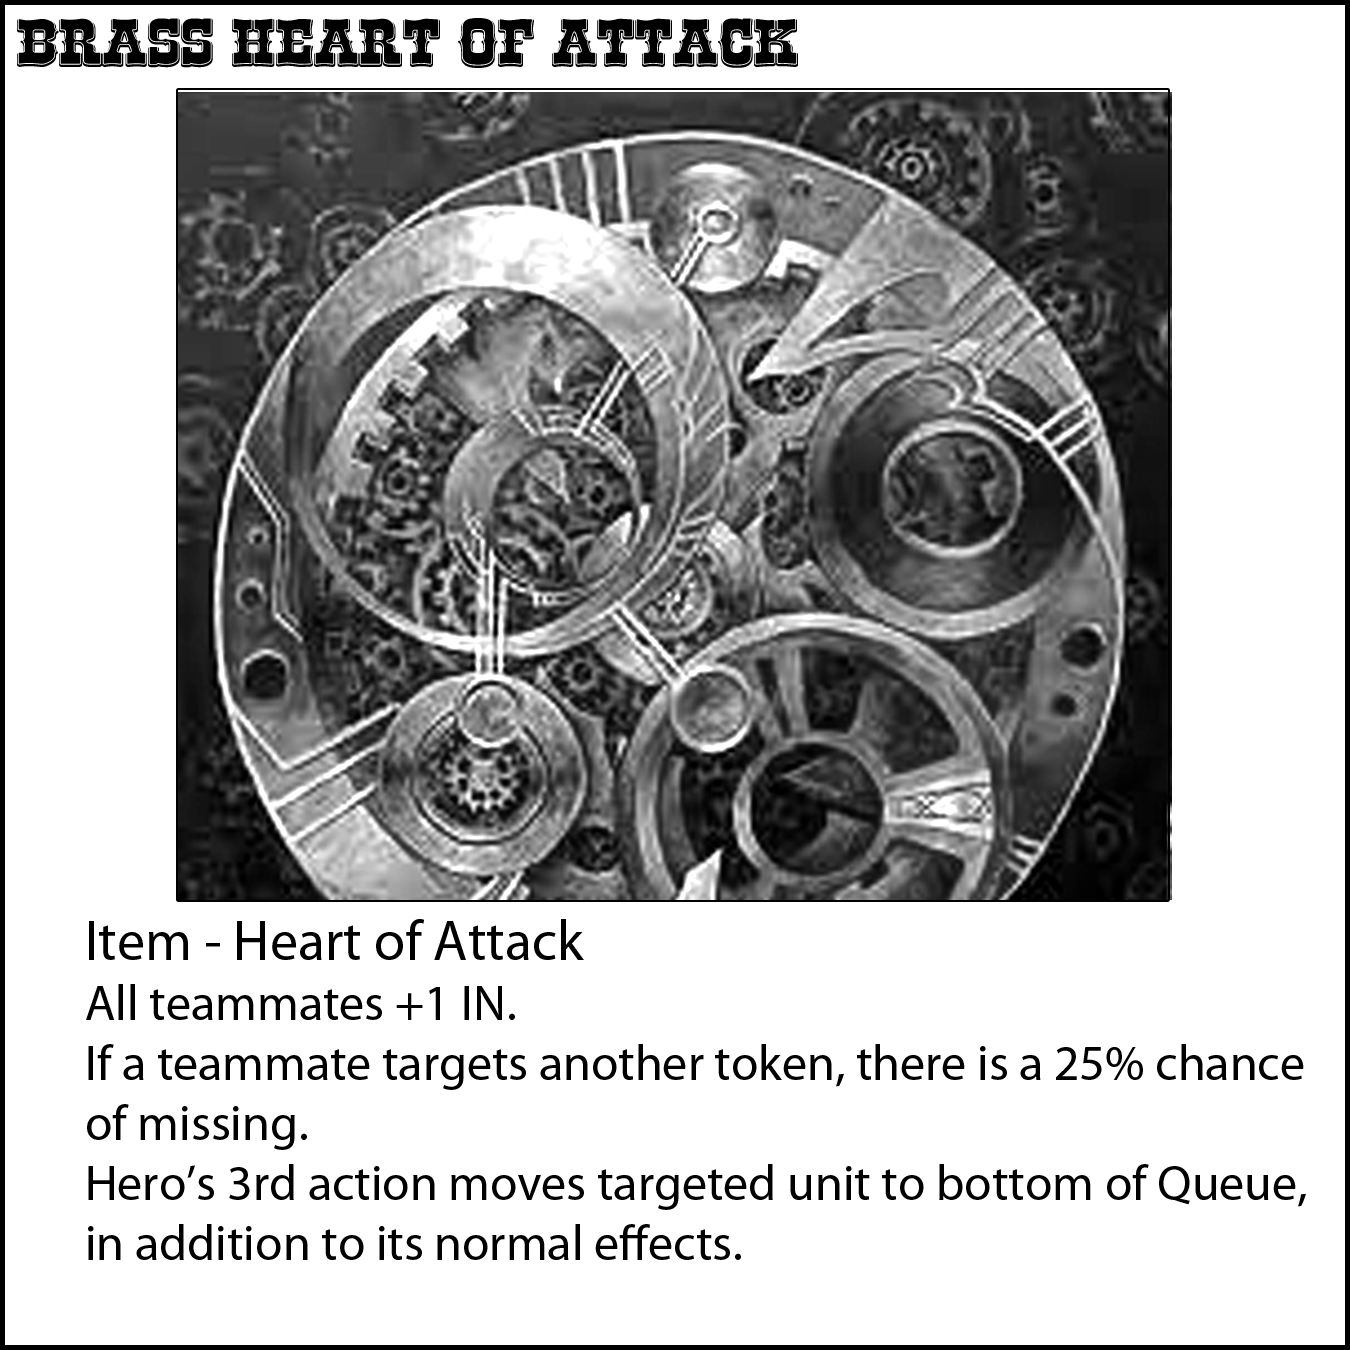 BRASS HEART OF ATTACK
Item - Heart of Attack
All teammates +1 IN.
If a teammate targets another token, there is a 25% chance
of missing.
Hero’s 3rd action moves targeted unit to bottom of Queue,
in addition to its normal effects.